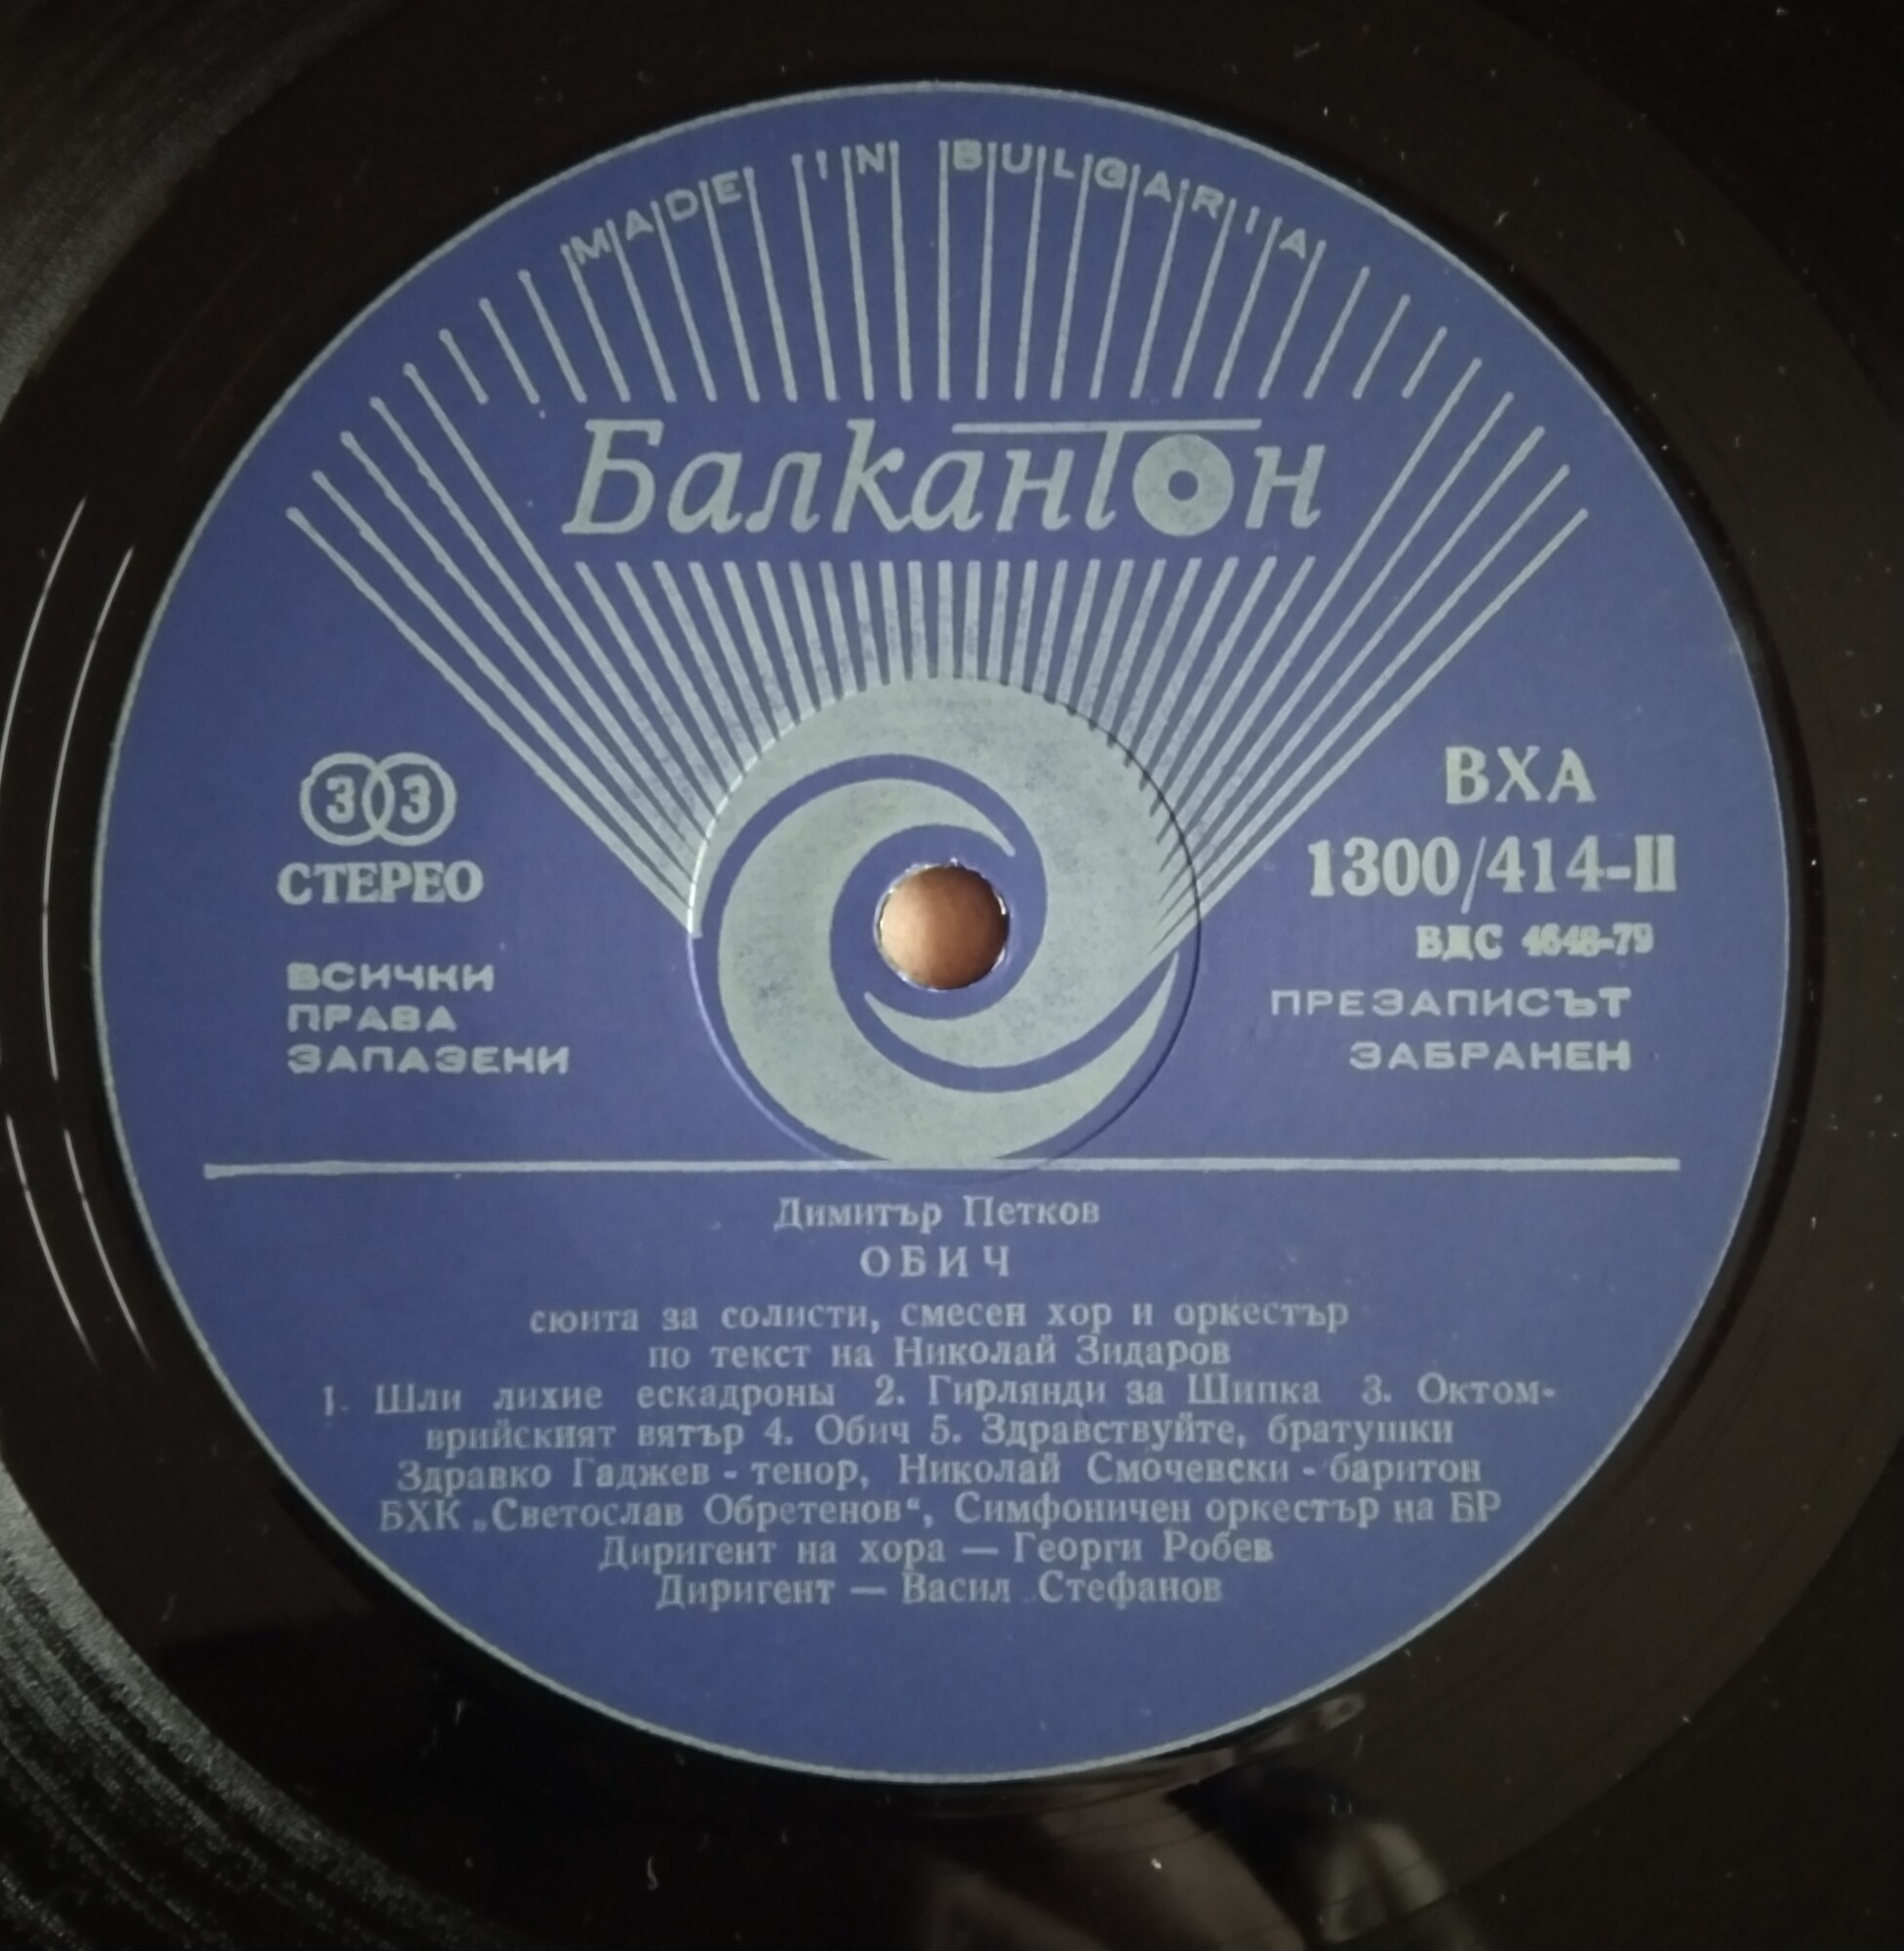 MADE IN BULGARIA
Балкантон
33
СТЕРЕО
ВСИЧКИ
ПРАВА
ЗАПАЗЕНИ
ВХА
1300/414-II
ВДС 4648-79
ПРЕЗАПИСЪТ
ЗАБРАНЕН
Димитър Петков
ОБИЧ
сюита за солисти, смесен хор и оркестър
по текст на Николай Зидаров
1. Шли лихие ескадроны 2. Гирлянди за Шипка 3. Октом-
врийският вятър 4. Обич 5. Здравствуйте, братушки
Здравко Гаджев - тенор, Николай Смочевски - баритон
БХК „Светослав Обретенов“, Симфоничен оркестър на БР
Диригент на хора — Георги Робев
Диригент — Васил Стефанов